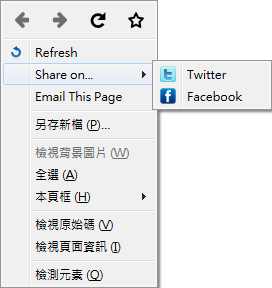 Refresh
Share on...
Twitter
Facebook
Email This Page
另存新檔 (P)...
檢視背景圖片 (W)
全選 (A)
本頁框 (H)
檢視原始碼 (V)
檢視頁面資訊 (I)
檢測元素 (Q)